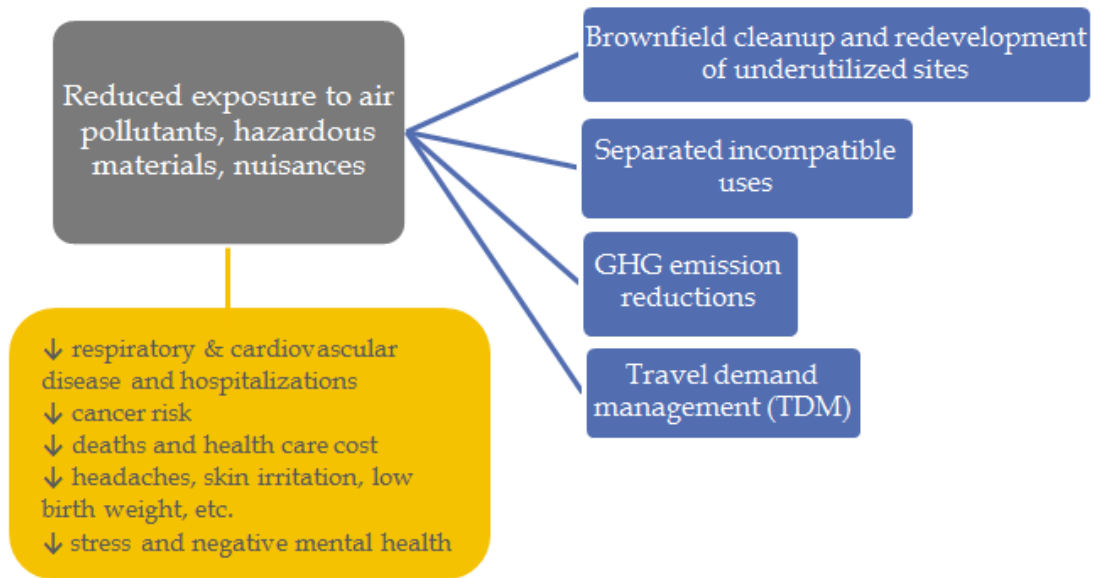 Reduced exposure to air
pollutants, hazardous
materials, nuisances
Brownfield cleanup and redevelopment
of underutilized sites
Separated incompatible
uses
GHG emission
reductions
Travel demand
management (TDM)
↓ respiratory & cardiovascular
disease and hospitalizations
↓ cancer risk
↓ deaths and health care cost
↓ headaches, skin irritation, low
birth weight, etc.
↓ stress and negative mental health